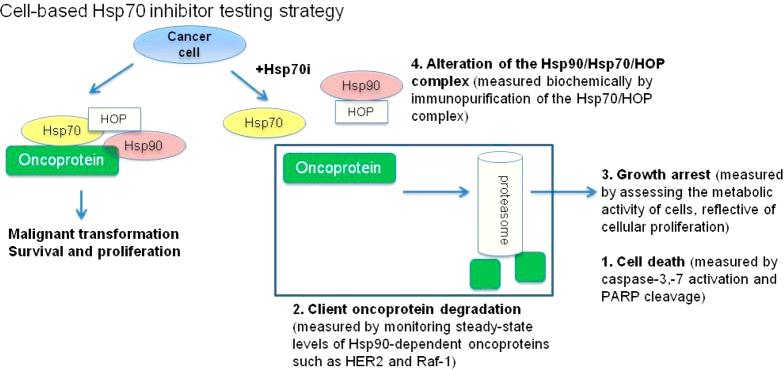 Cell-based Hsp70 inhibitor testing strategy
Cancer
cell
+Hsp70i
Hsp90
HOP
Hsp70
4. Alteration of the Hsp90/Hsp70/HOP
complex (measured biochemically by
immunopurification of the Hsp70/HOP
complex)
HOP
Hsp70
Hsp90
Oncoprotein
Malignant transformation
Survival and proliferation
Oncoprotein
proteasome
3. Growth arrest (measured
by assessing the metabolic
activity of cells, reflective of
cellular proliferation)
1. Cell death (measured by
caspase-3,-7 activation and
PARP cleavage)
2. Client oncoprotein degradation
(measured by monitoring steady-state
levels of Hsp90-dependent oncoproteins
such as HER2 and Raf-1)